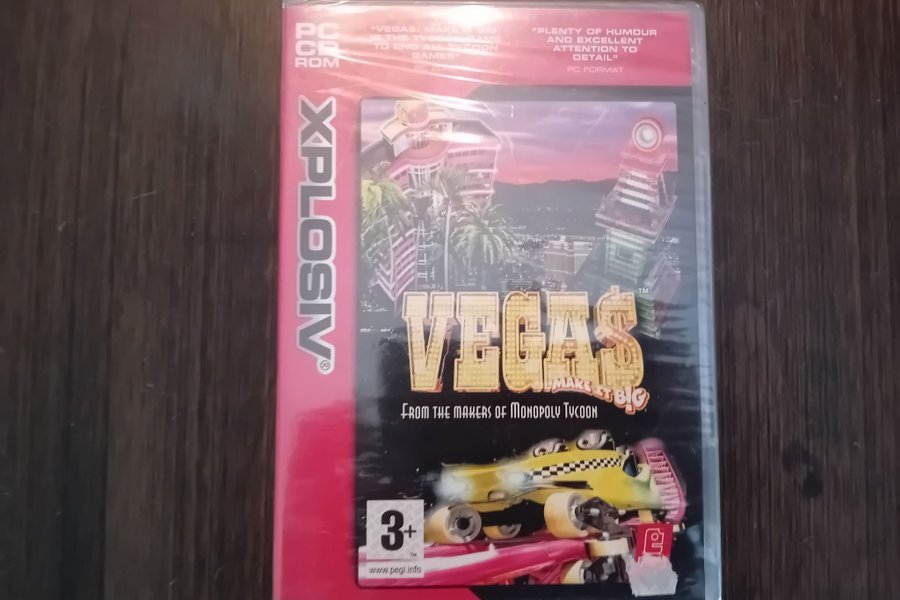 PC
CD
ROM
"VEGAS: MAKE IT BIG
IS THE TYCOON GAME
TO END ALL TYCOON
GAMES"
"PLENTY OF HUMOUR
AND EXCELLENT
ATTENTION TO
DETAIL"
PC FORMAT
XPLOSIV®
VEGA$™
MAKE IT BIG
FROM THE MAKERS OF MONOPOLY TYCOON
3+
™
www.pegi.info